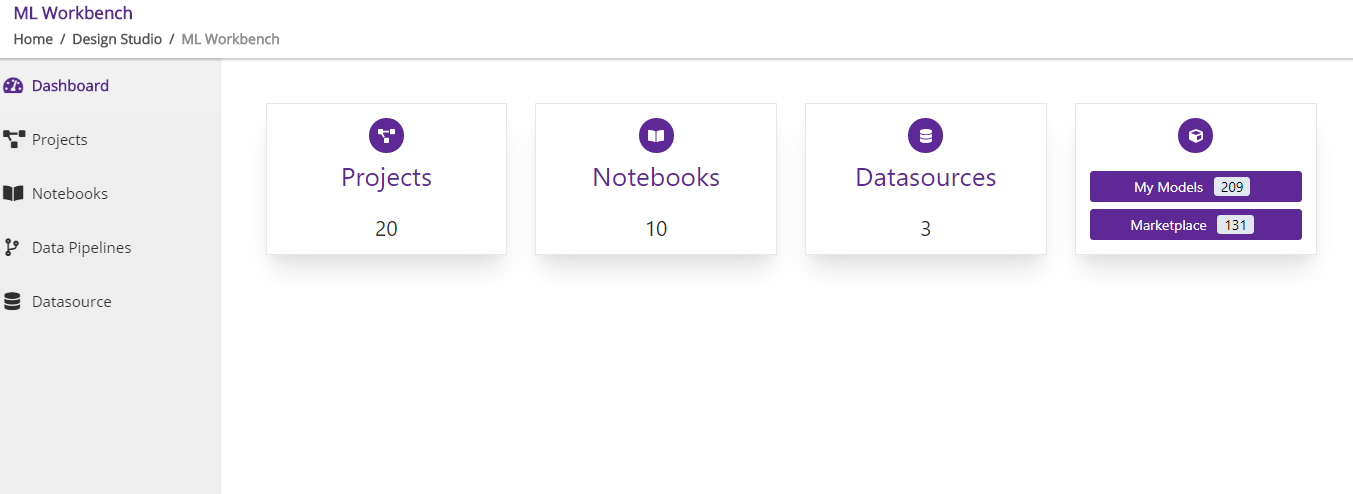 ML Workbench
Home / Design Studio / ML Workbench
Dashboard
Projects
Notebooks
Data Pipelines
Datasource
Projects
20
Notebooks
10
Datasources
3
My Models 209
Marketplace 131